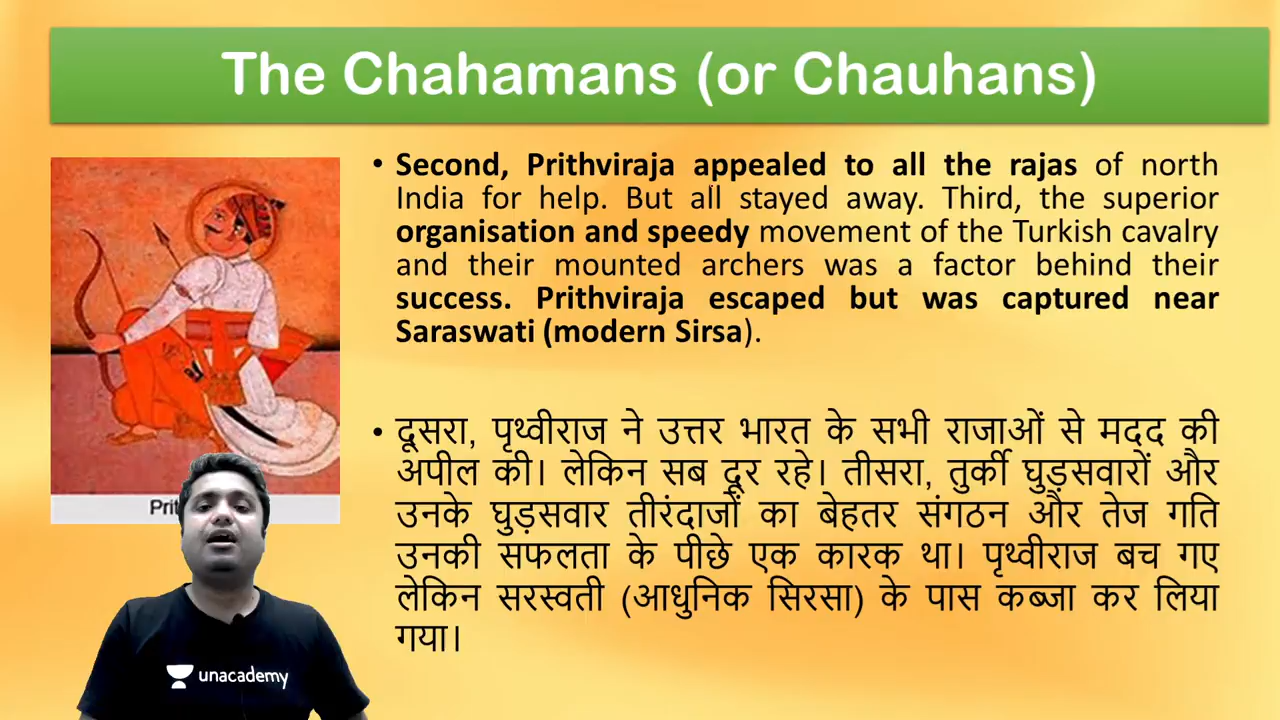 The Chahamans (or Chauhans)
• Second, Prithviraja appealed to all the rajas of north
India for help. But all stayed away. Third, the superior
organisation and speedy movement of the Turkish cavalry
and their mounted archers was a factor behind their
success. Prithviraja escaped but was captured near
Saraswati (modern Sirsa).
• दूसरा, पृथ्वीराज ने उत्तर भारत के सभी राजाओं से मदद की
अपील की। लेकिन सब दूर रहे। तीसरा, तुर्की घुड़सवारों और
उनके घुड़सवार तीरंदाजों का बेहतर संगठन और तेज गति
उनकी सफलता के पीछे एक कारक था। पृथ्वीराज बच गए
लेकिन सरस्वती (आधुनिक सिरसा) के पास कब्जा कर लिया
गया।
unacademy